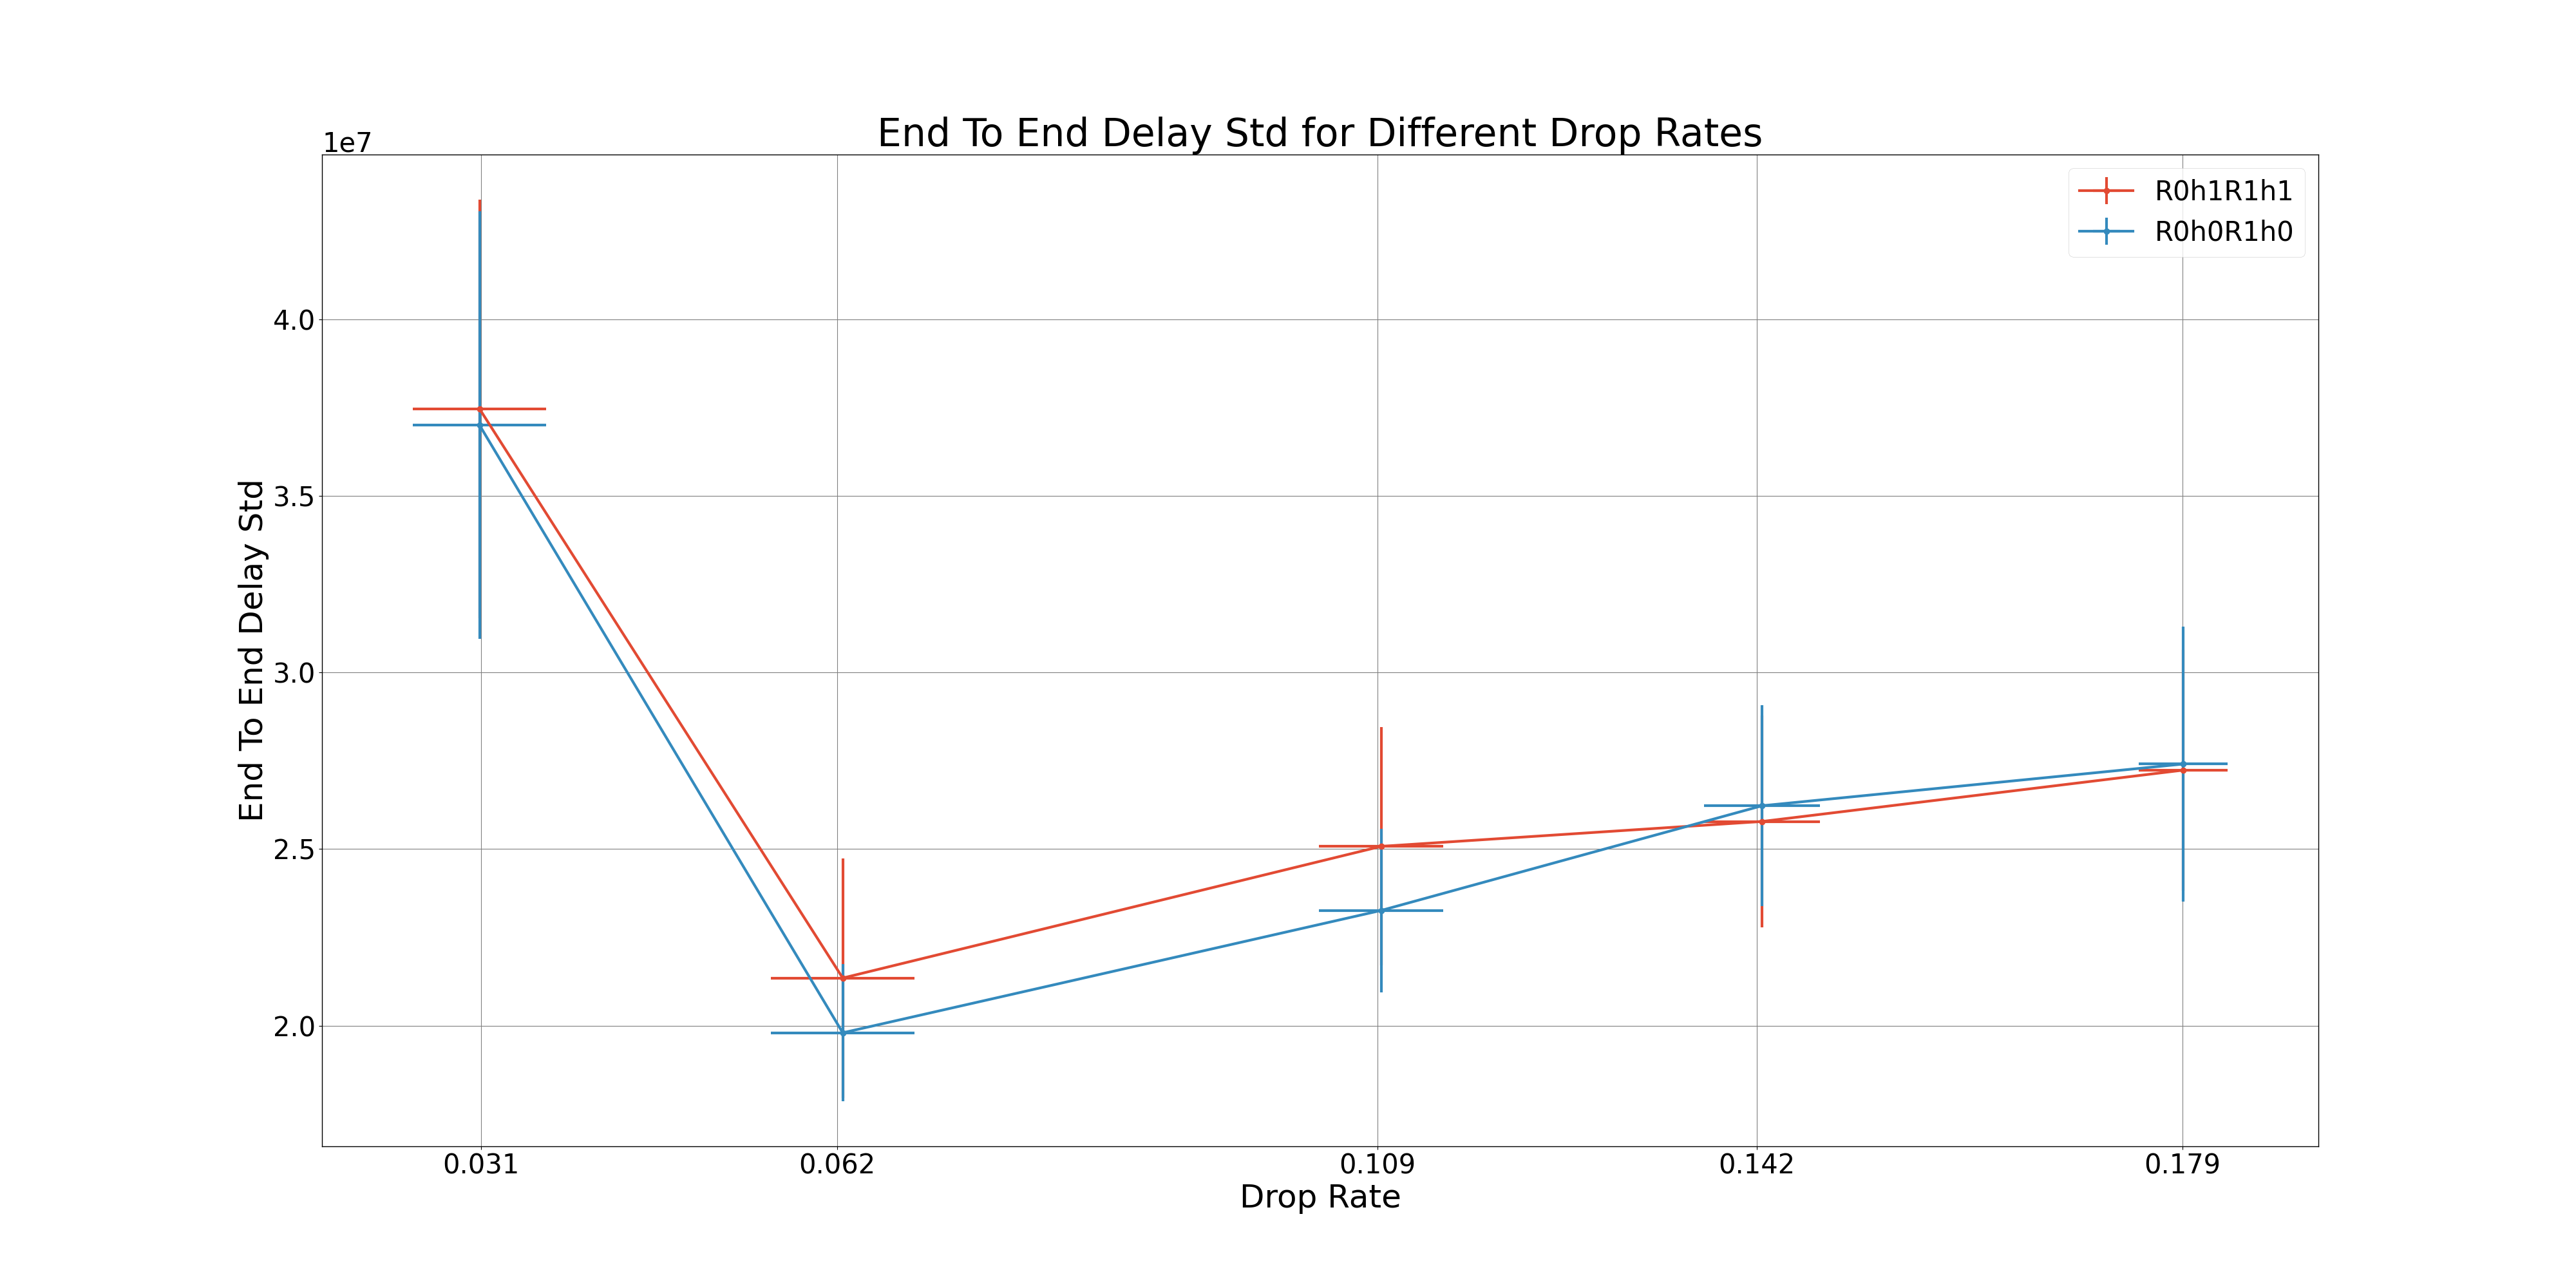 End To End Delay Std for Different Drop Rates
1e7
R0h1R1h1
R0h0R1h0
End To End Delay Std
4.0
3.5
3.0
2.5
2.0
0.031 0.062 0.109 0.142 0.179
Drop Rate